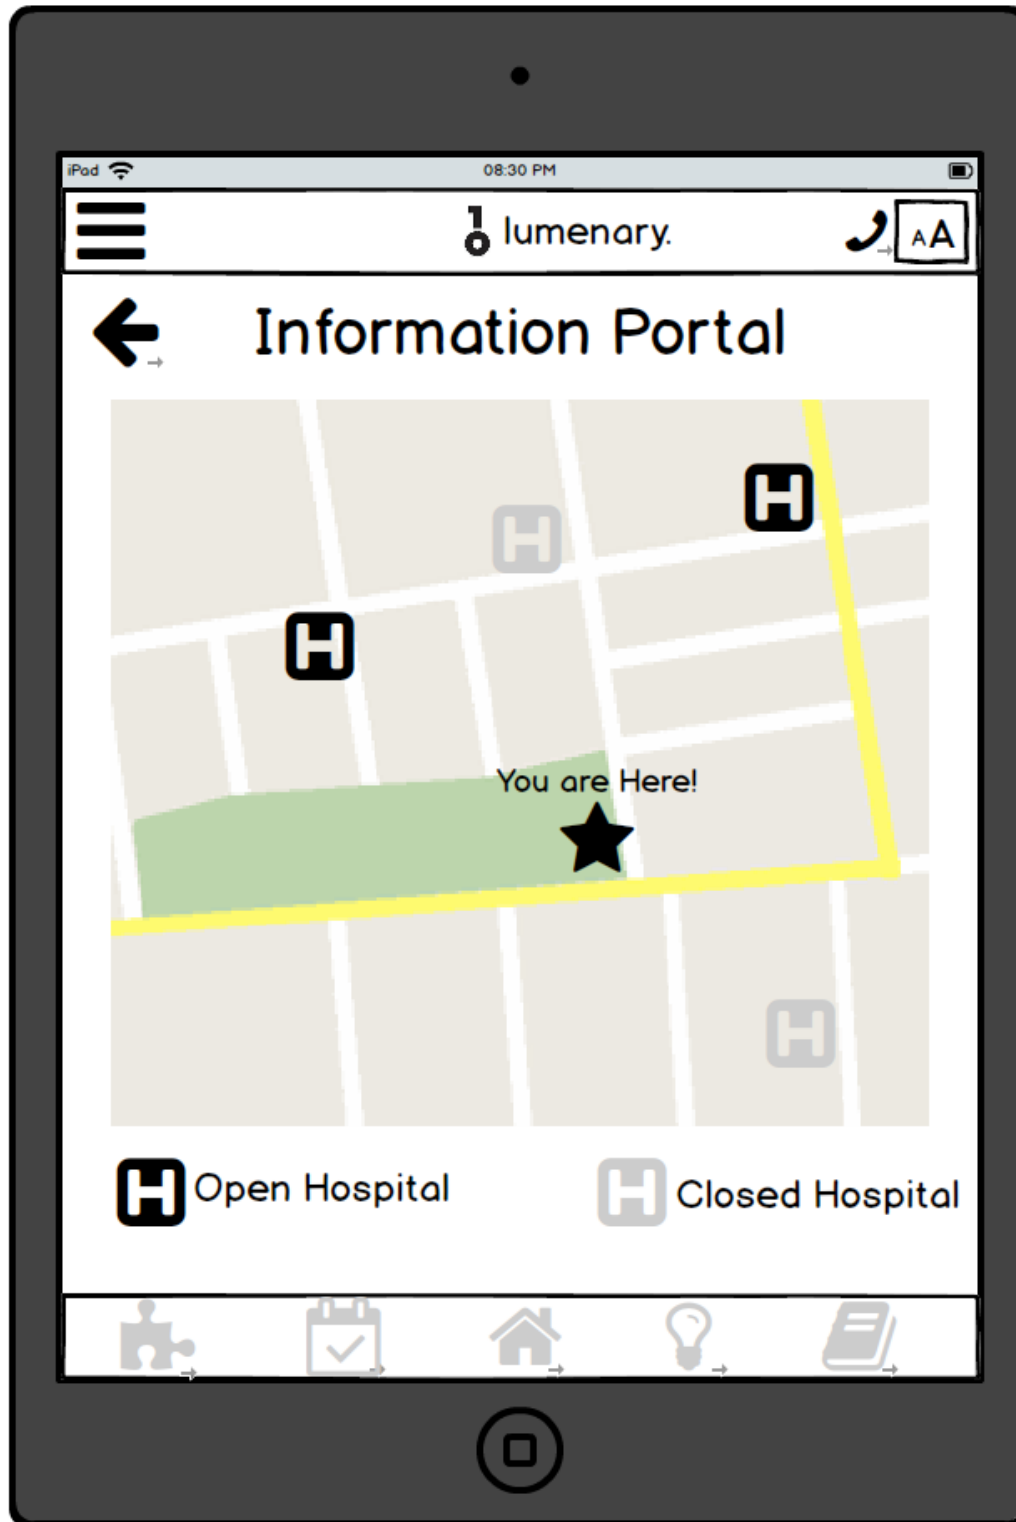 iPad 08:30 PM
lumenary. AA
Information Portal
H
H
H
You are Here!
H
H Open Hospital H Closed Hospital